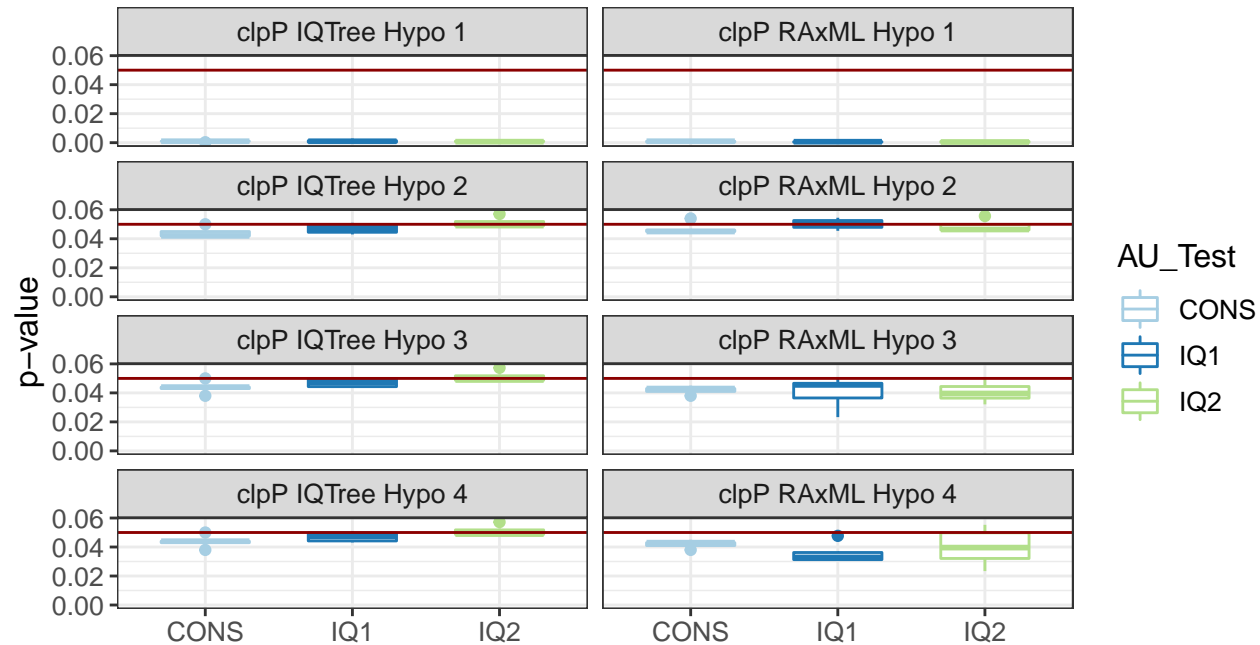 clpP IQTree Hypo 1
clpP RAxML Hypo 1
0.06
0.04
0.02
0.00
clpP IQTree Hypo 2
clpP RAxML Hypo 2
0.06
0.04
0.02
0.00
clpP IQTree Hypo 3
clpP RAxML Hypo 3
0.06
0.04
0.02
0.00
clpP IQTree Hypo 4
clpP RAxML Hypo 4
0.06
0.04
0.02
0.00
p−value
CONS
IQ1
IQ2
CONS
IQ1
IQ2
AU_Test
CONS
IQ1
IQ2